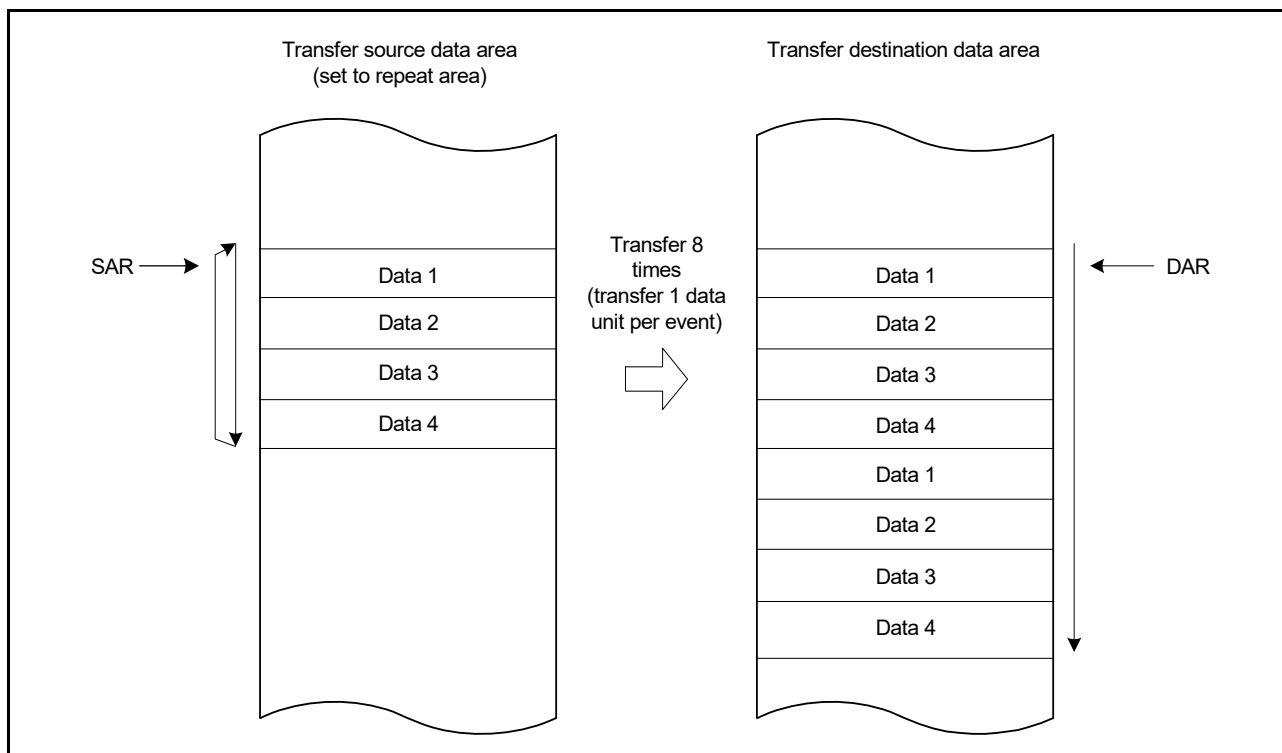 Transfer source data area
(set to repeat area)
Transfer destination data area
SAR
Data 1
Data 2
Data 3
Data 4
Transfer 8
times
(transfer 1 data
unit per event)
Data 1
Data 2
Data 3
Data 4
Data 1
Data 2
Data 3
Data 4
DAR